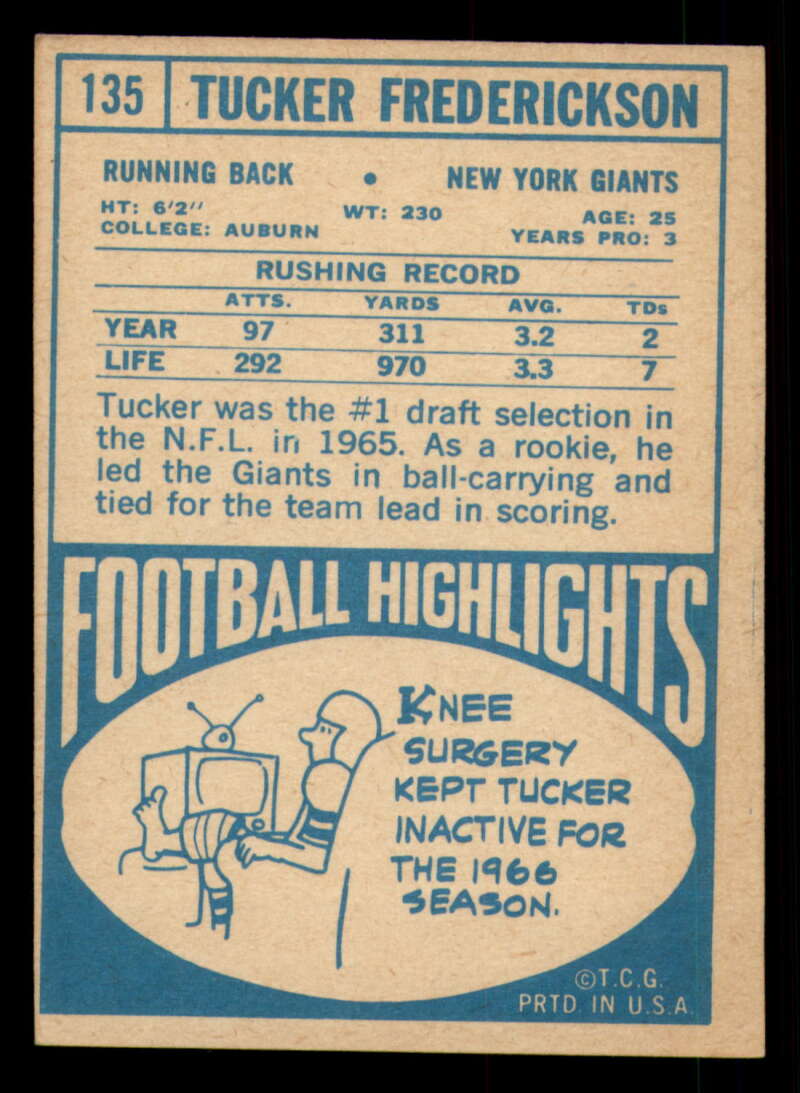 135 TUCKER FREDERICKSON
RUNNING BACK • NEW YORK GIANTS
HT: 6'2" WT: 230 AGE: 25
COLLEGE: AUBURN YEARS PRO: 3
RUSHING RECORD
ATTS. YARDS AVG. TDs
YEAR 97 311 3.2 2
LIFE 292 970 3.3 7
Tucker was the #1 draft selection in
the N.F.L. in 1965. As a rookie, he
led the Giants in ball-carrying and
tied for the team lead in scoring.
FOOTBALL HIGHLIGHTS
KNEE
SURGERY
KEPT TUCKER
INACTIVE FOR
THE 1966
SEASON.
©T.C.G.
PRTD. IN U.S.A.